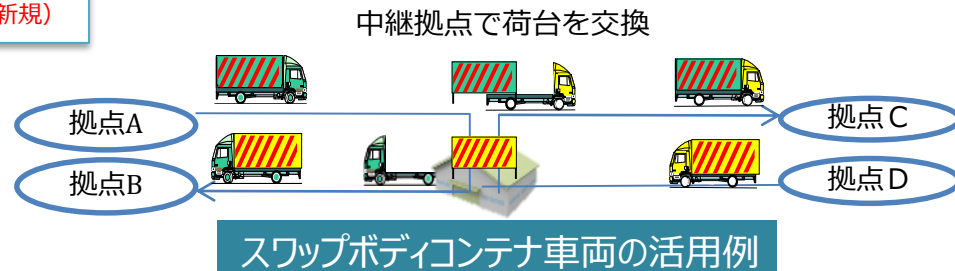 新規）
中継拠点で荷台を交換
拠点A
拠点C
拠点B
拠点D
スワップボディコンテナ車両の活用例